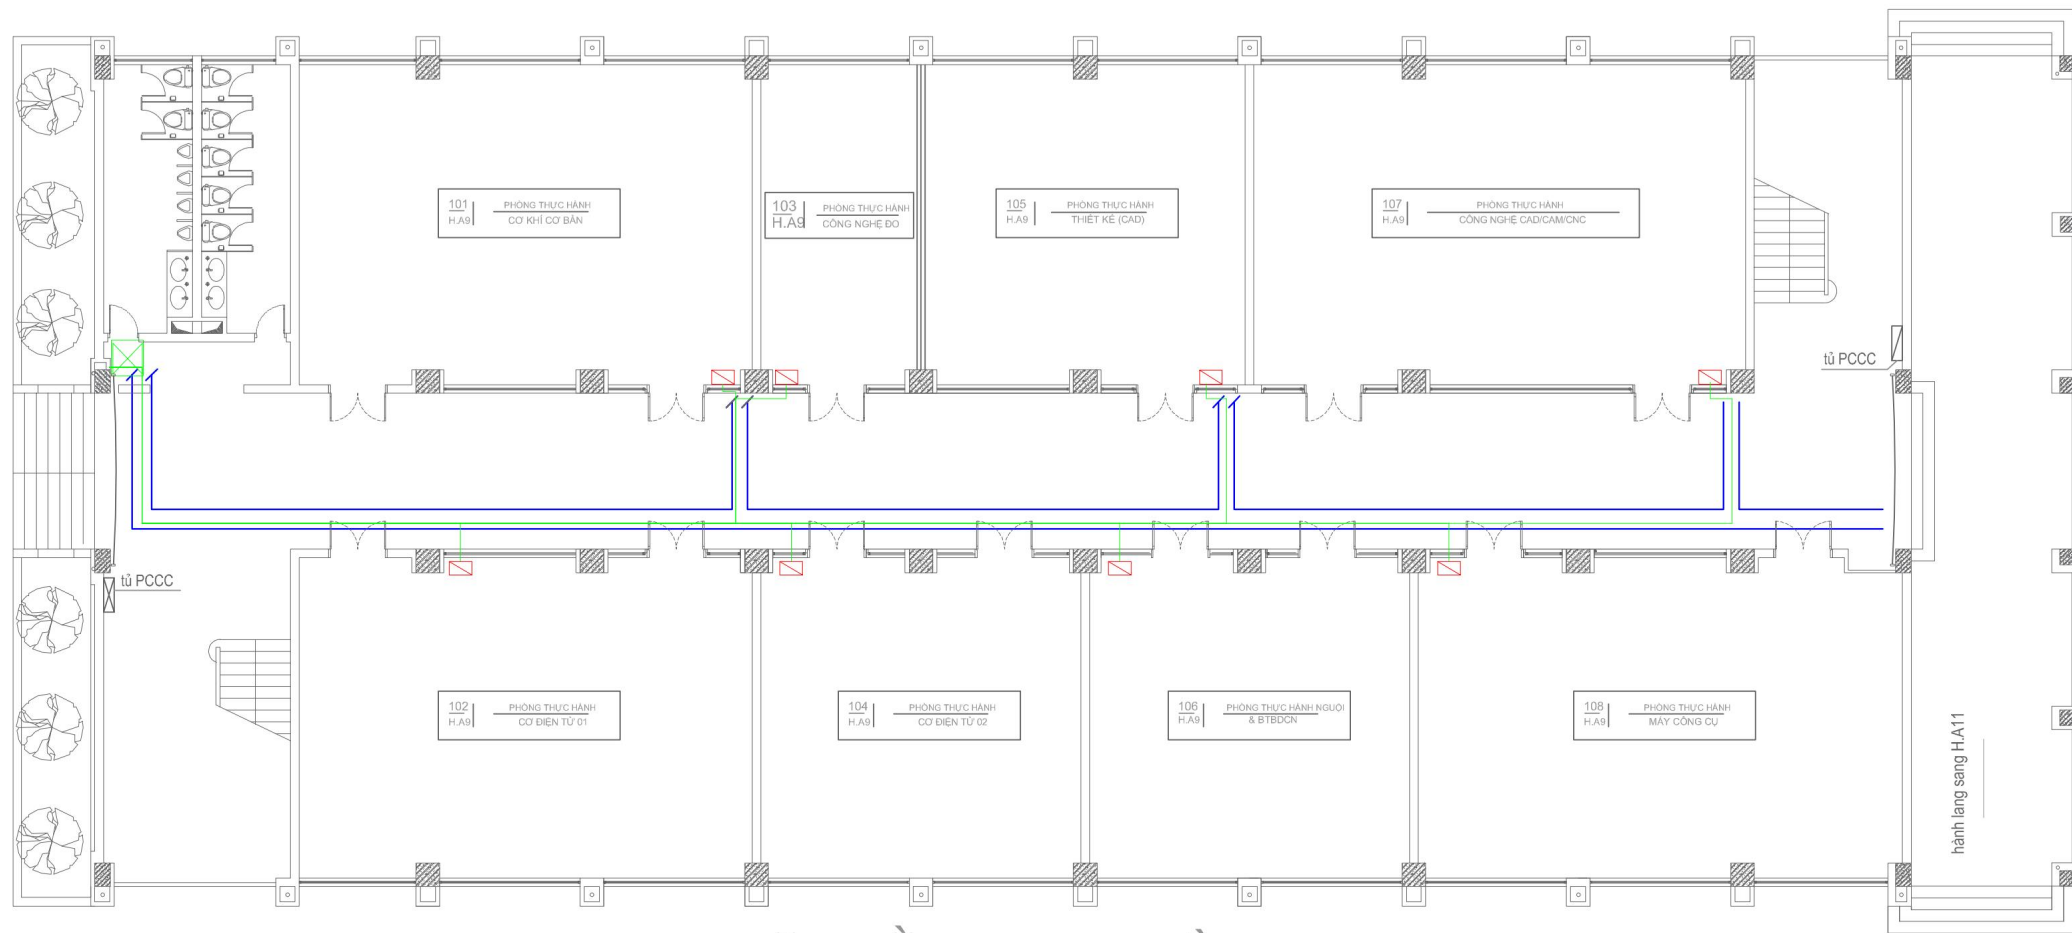 101
H.A9
PHÒNG THỰC HÀNH
CƠ KHÍ CƠ BẢN
103
H.A9
PHÒNG THỰC HÀNH
CÔNG NGHỆ ĐO
105
H.A9
PHÒNG THỰC HÀNH
THIẾT KẾ (CAD)
107
H.A9
PHÒNG THỰC HÀNH
CÔNG NGHỆ CAD/CAM/CNC
tủ PCCC
tủ PCCC
102
H.A9
PHÒNG THỰC HÀNH
CƠ ĐIỆN TỬ 01
104
H.A9
PHÒNG THỰC HÀNH
CƠ ĐIỆN TỬ 02
106
H.A9
PHÒNG THỰC HÀNH NGUỘI
& BTBDCN
108
H.A9
PHÒNG THỰC HÀNH
MÁY CÔNG CỤ
hành lang sang H.A11